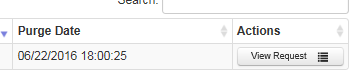 Search:
Purge Date Actions
06/22/2016 18:00:25 View Request